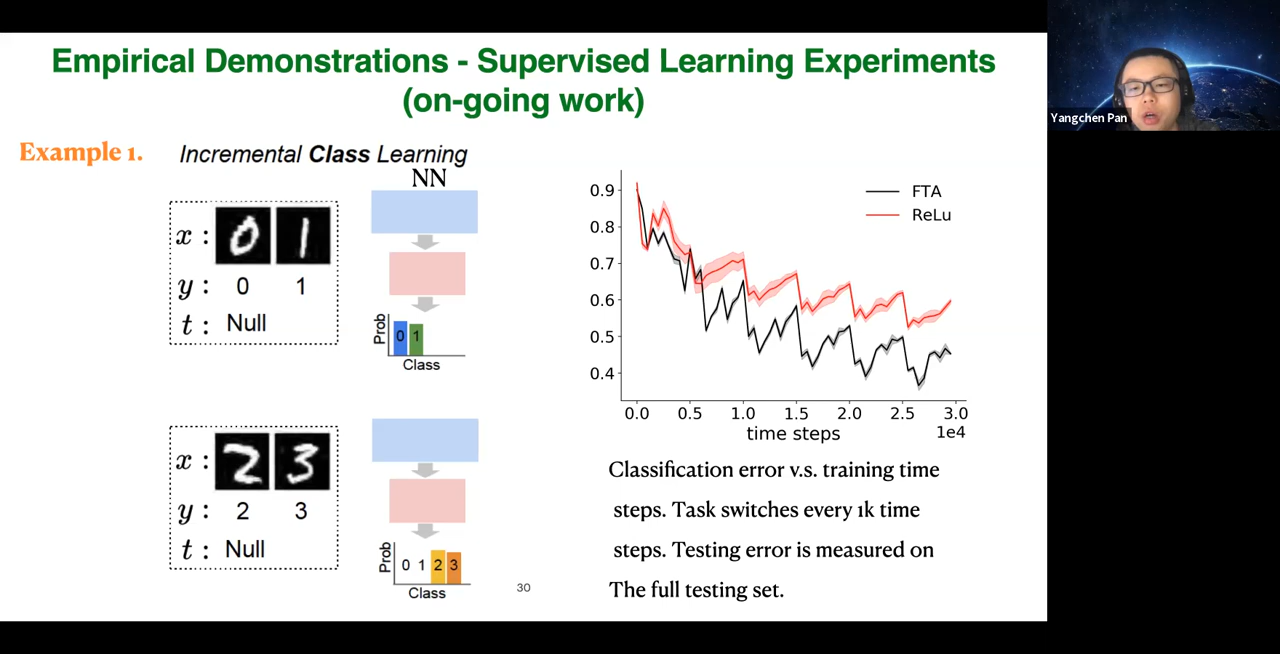 Empirical Demonstrations - Supervised Learning Experiments
(on-going work)
Yangchen Pan
Example 1.
Incremental Class Learning
NN
x : 0 1
y : 0 1
t : Null
Prob
0 1
Class
x : 2 3
y : 2 3
t : Null
Prob
0 1 2 3
Class
FTA
ReLu
0.9
0.8
0.7
0.6
0.5
0.4
0.0 0.5 1.0 1.5 2.0 2.5 3.0
time steps
1e4
Classification error v.s. training time
steps. Task switches every 1k time
steps. Testing error is measured on
The full testing set.
30